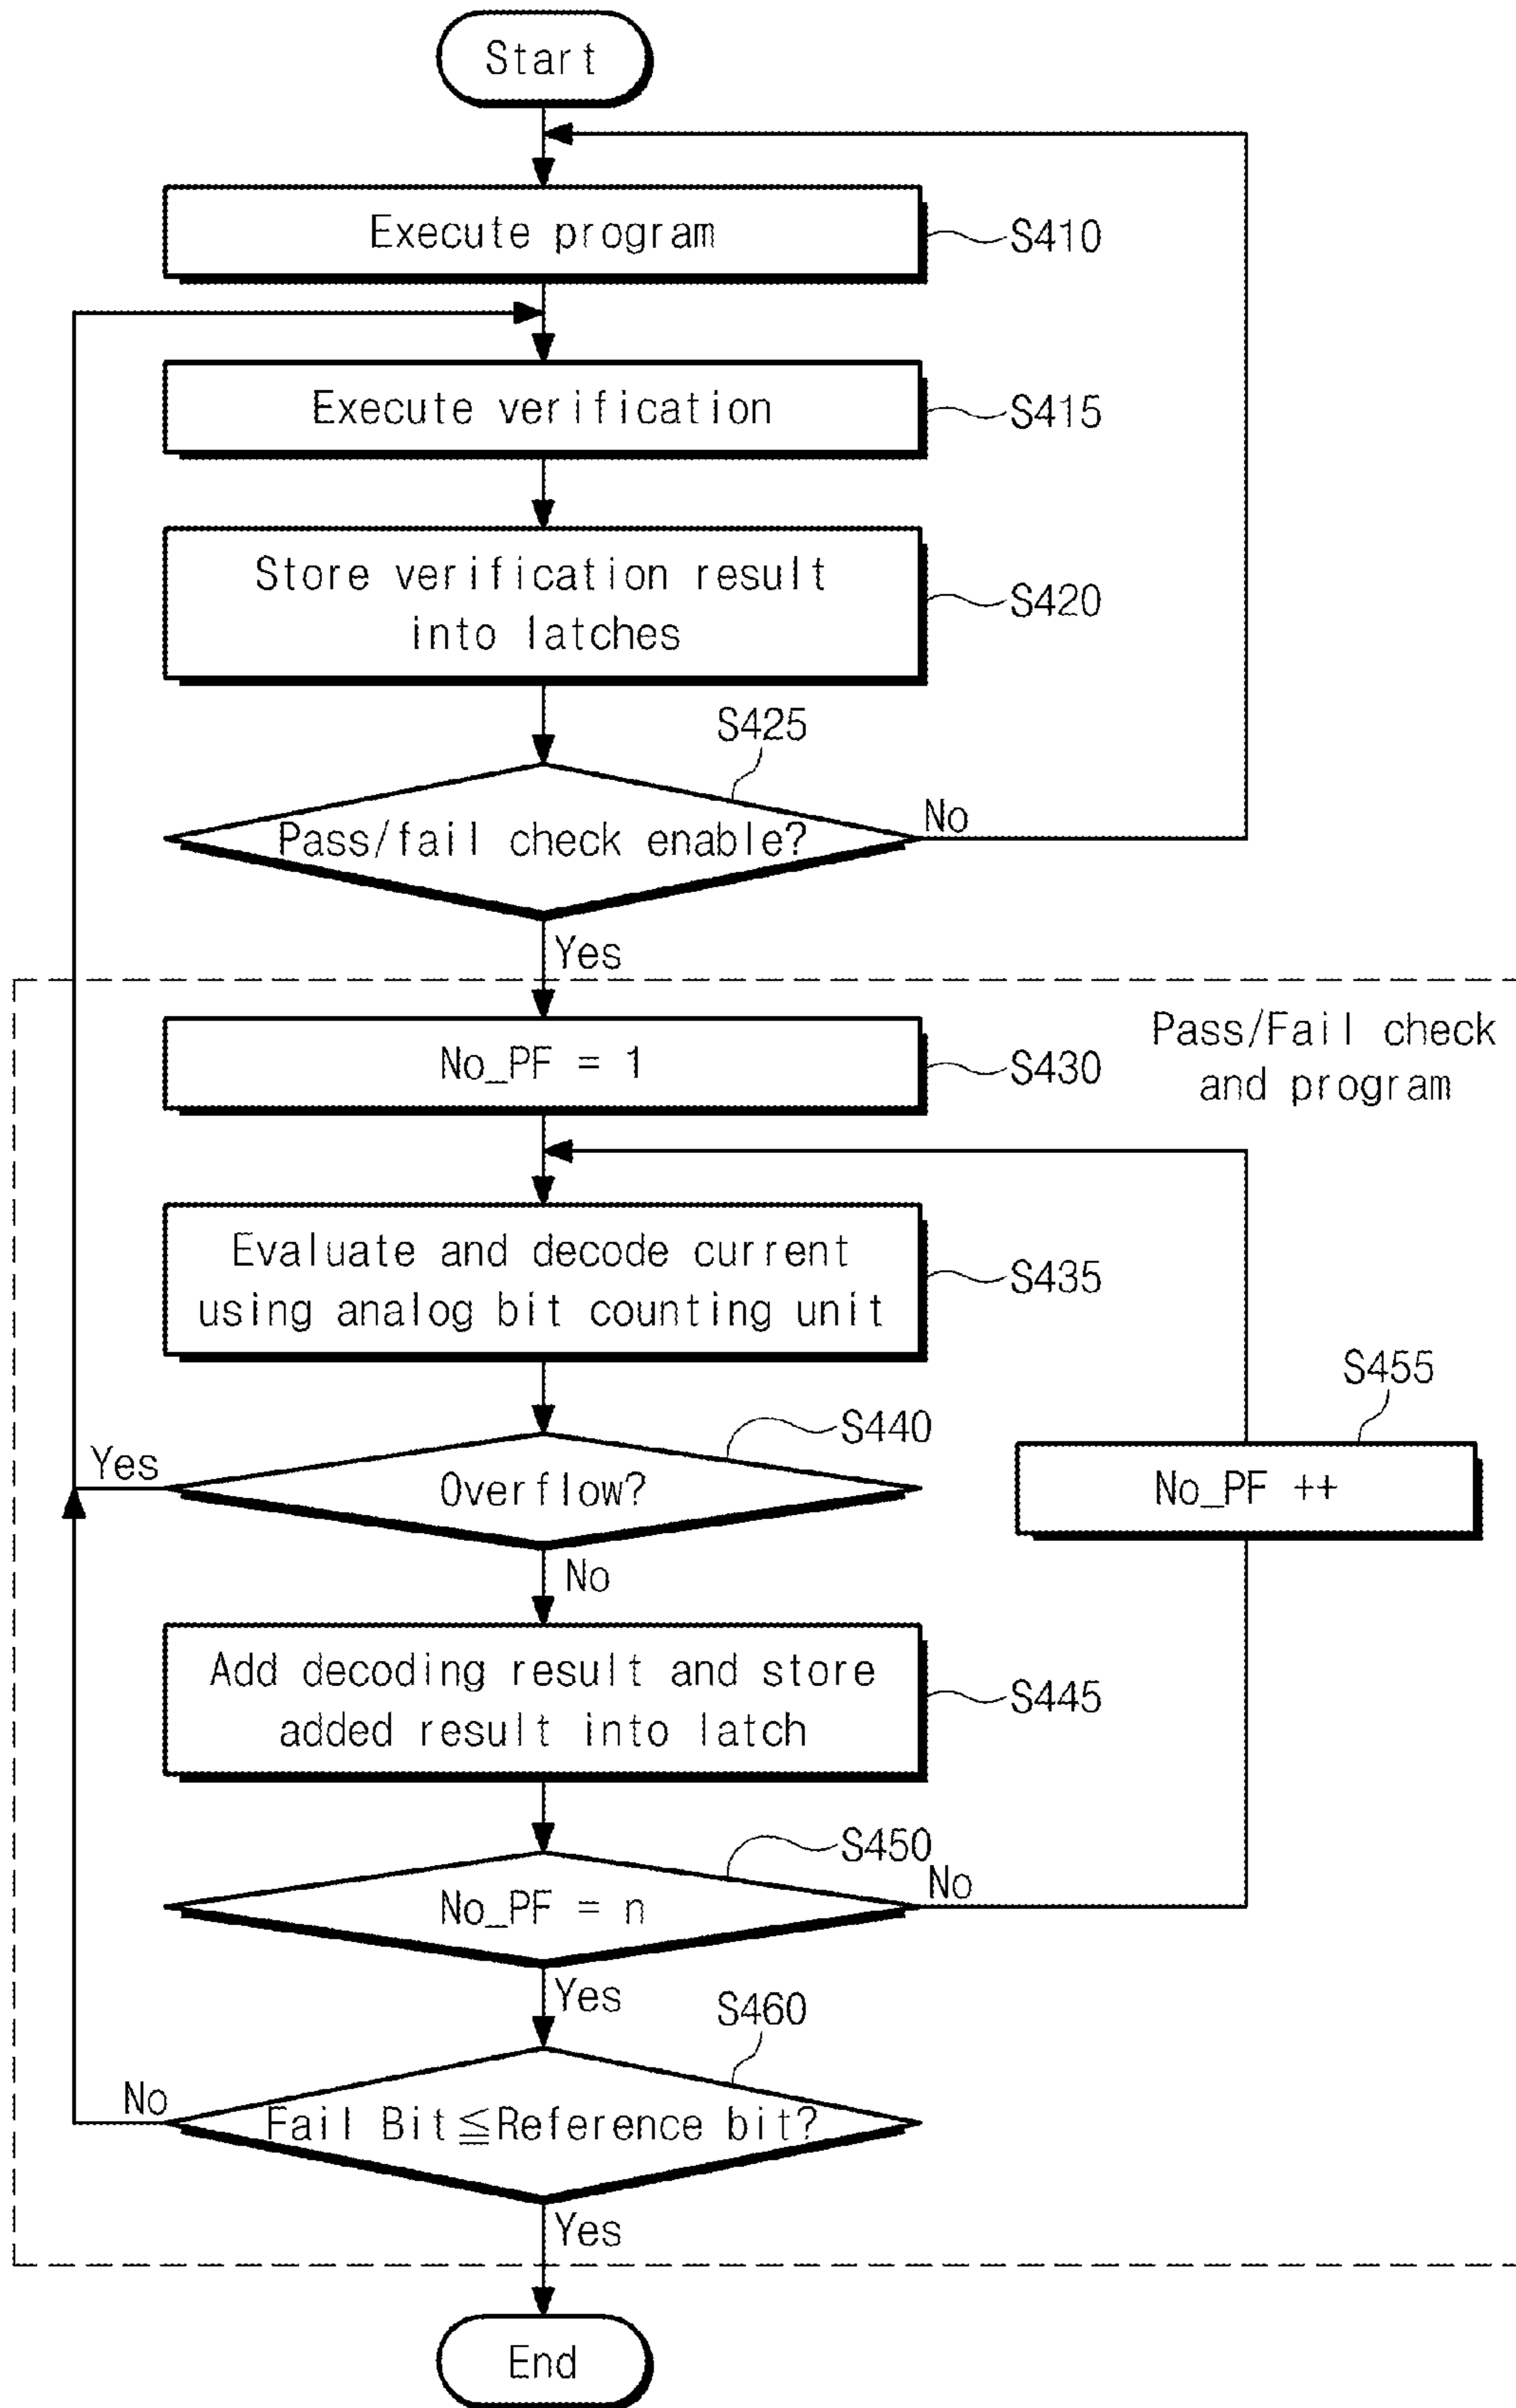 Start
Execute program
S410
Execute verification
S415
Store verification result
into latches
S420
S425
Pass/fail check enable?
No
Yes
Pass/Fail check
and program
No_PF = 1
S430
Evaluate and decode current
using analog bit counting unit
S435
S455
No_PF ++
S440
Yes
Overflow?
No
Add decoding result and store
added result into latch
S445
S450
No
No_PF = n
Yes
S460
No
Fail Bit≦Reference bit?
Yes
End